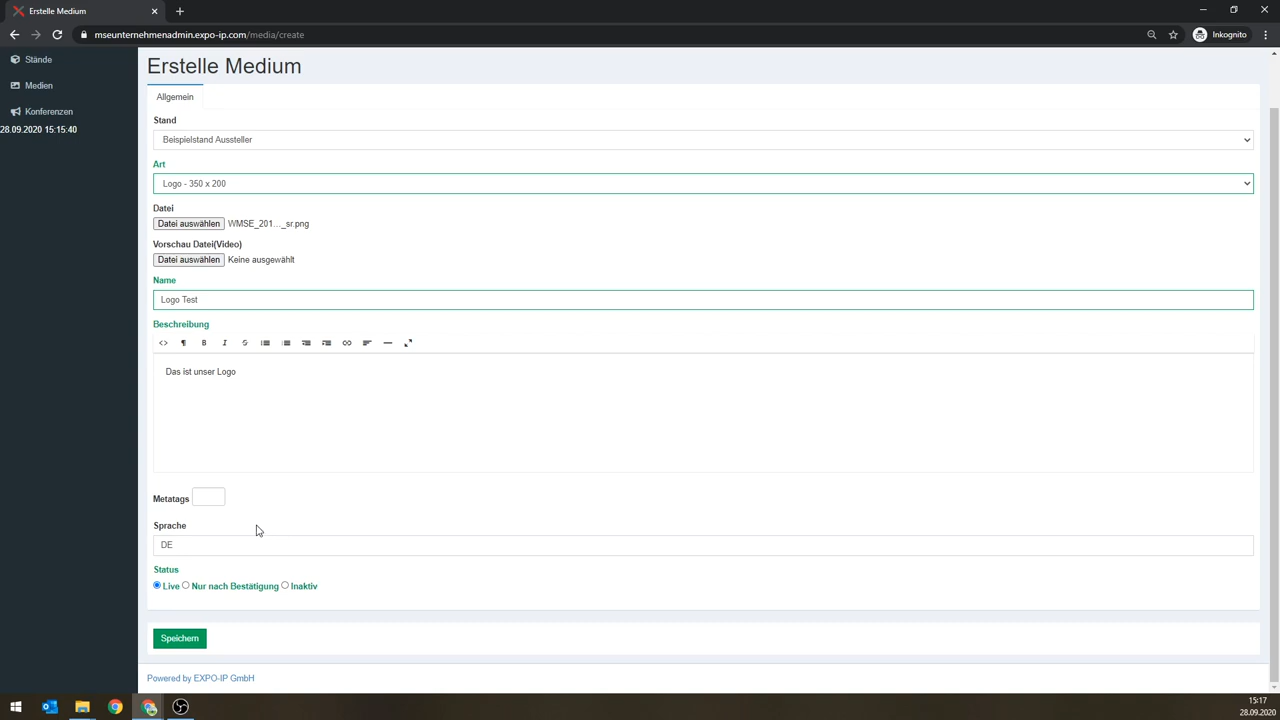 Erstelle Medium
mseunternehmenadmin.expo-ip.com/media/create
Inkognito
Stände
Medien
Konferenzen
28.09.2020 15:15:40
Erstelle Medium
Allgemein
Stand
Beispielstand Aussteller
Art
Logo - 350 x 200
Datei
Datei auswählen WMSE_201..._sr.png
Vorschau Datei(Video)
Datei auswählen Keine ausgewählt
Name
Logo Test
Beschreibung
Das ist unser Logo
Metatags
Sprache
DE
Status
Live Nur nach Bestätigung Inaktiv
Speichern
Powered by EXPO-IP GmbH
15:17
28.09.2020